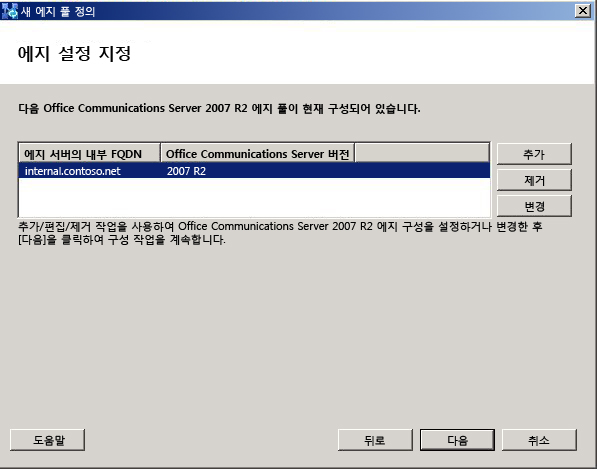 새 에지 풀 정의
에지 설정 지정
다음 Office Communications Server 2007 R2 에지 풀이 현재 구성되어 있습니다.
에지 서버의 내부 FQDN Office Communications Server 버전
internal.contoso.net 2007 R2
추가
제거
변경
추가/편집/제거 작업을 사용하여 Office Communications Server 2007 R2 에지 구성을 설정하거나 변경한 후
[다음]을 클릭하여 구성 작업을 계속합니다.
도움말 뒤로 다음 취소